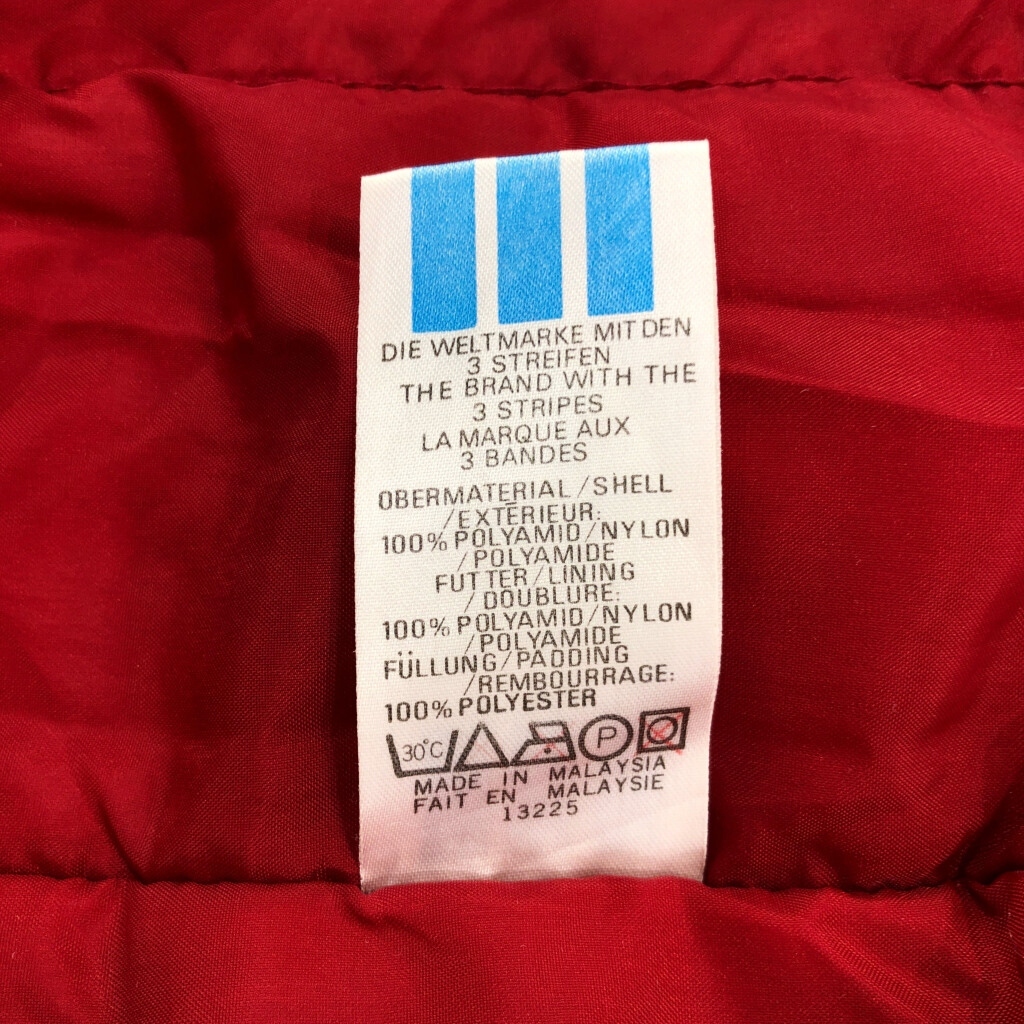 DIE WELTMARKE MIT DEN
3 STREIFEN
THE BRAND WITH THE
3 STRIPES
LA MARQUE AUX
3 BANDES
OBERMATERIAL/SHELL
/EXTÉRIEUR:
100% POLYAMID/NYLON
/POLYAMIDE
FUTTER/LINING
/DOUBLURE:
100% POLYAMID/NYLON
/POLYAMIDE
FÜLLUNG/PADDING
/REMBOURRAGE:
100% POLYESTER
30°C P
MADE IN MALAYSIA
FAIT EN MALAYSIE
13225